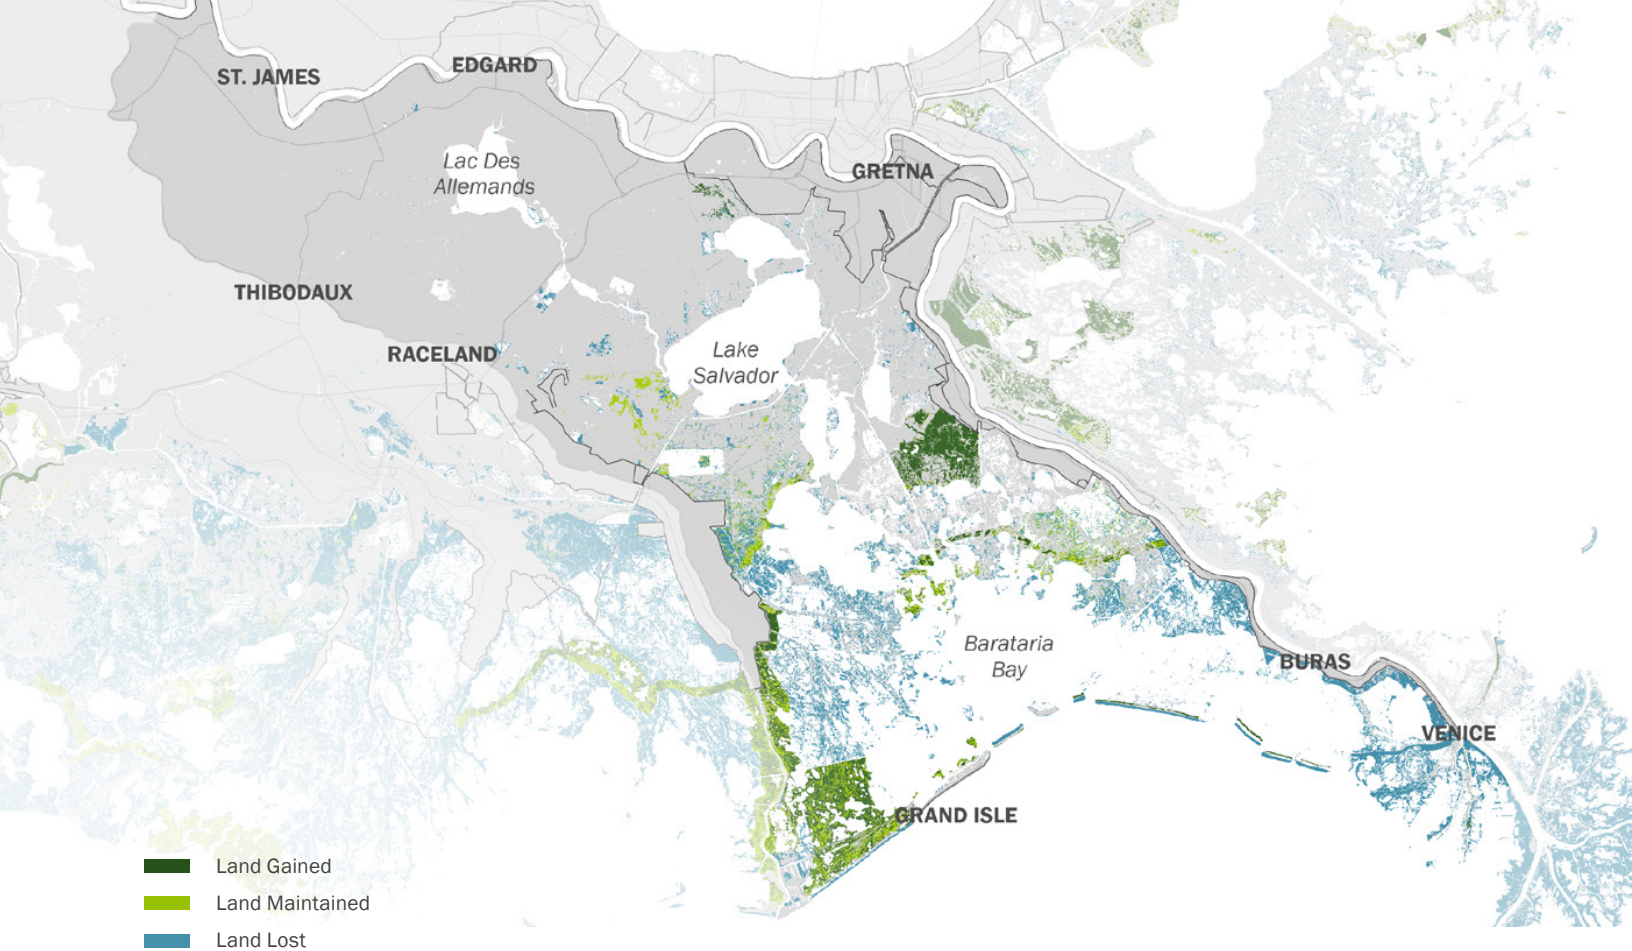 EDGARD
ST. JAMES
Lac Des
Allemands
GRETNA
THIBODAUX
RACELAND
Lake
Salvador
Barataria
Bay
BURAS
VENICE
GRAND ISLE
Land Gained
Land Maintained
Land Lost